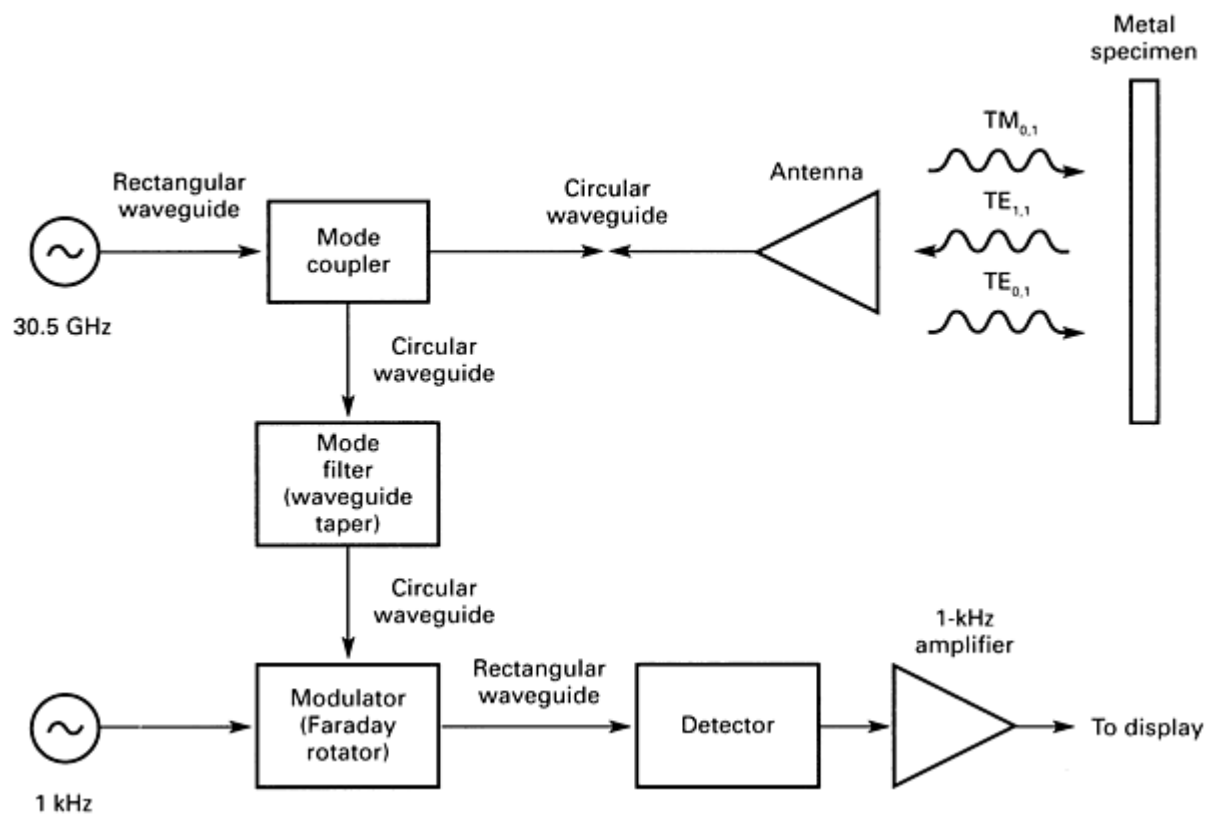 Metal
specimen
TM0,1
Rectangular
waveguide
Circular
waveguide
Antenna
TE1,1
Mode
coupler
TE0,1
30.5 GHz
Circular
waveguide
Mode
filter
(waveguide
taper)
Circular
waveguide
1-kHz
amplifier
Rectangular
waveguide
Modulator
(Faraday
rotator)
Detector
To display
1 kHz